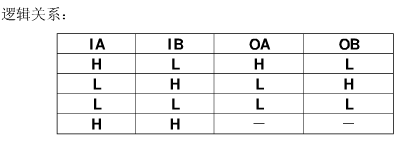 逻辑关系：
IA IB OA OB
H L H L
L H L H
L L L L
H H — —